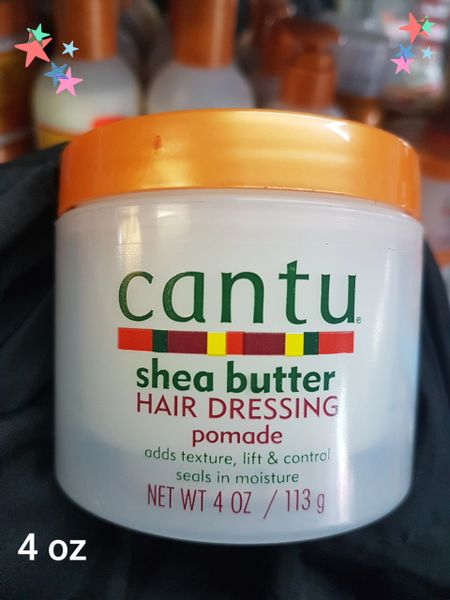 cantu®
shea butter
HAIR DRESSING
pomade
adds texture, lift & control
seals in moisture
NET WT 4 OZ / 113 g
4 oz